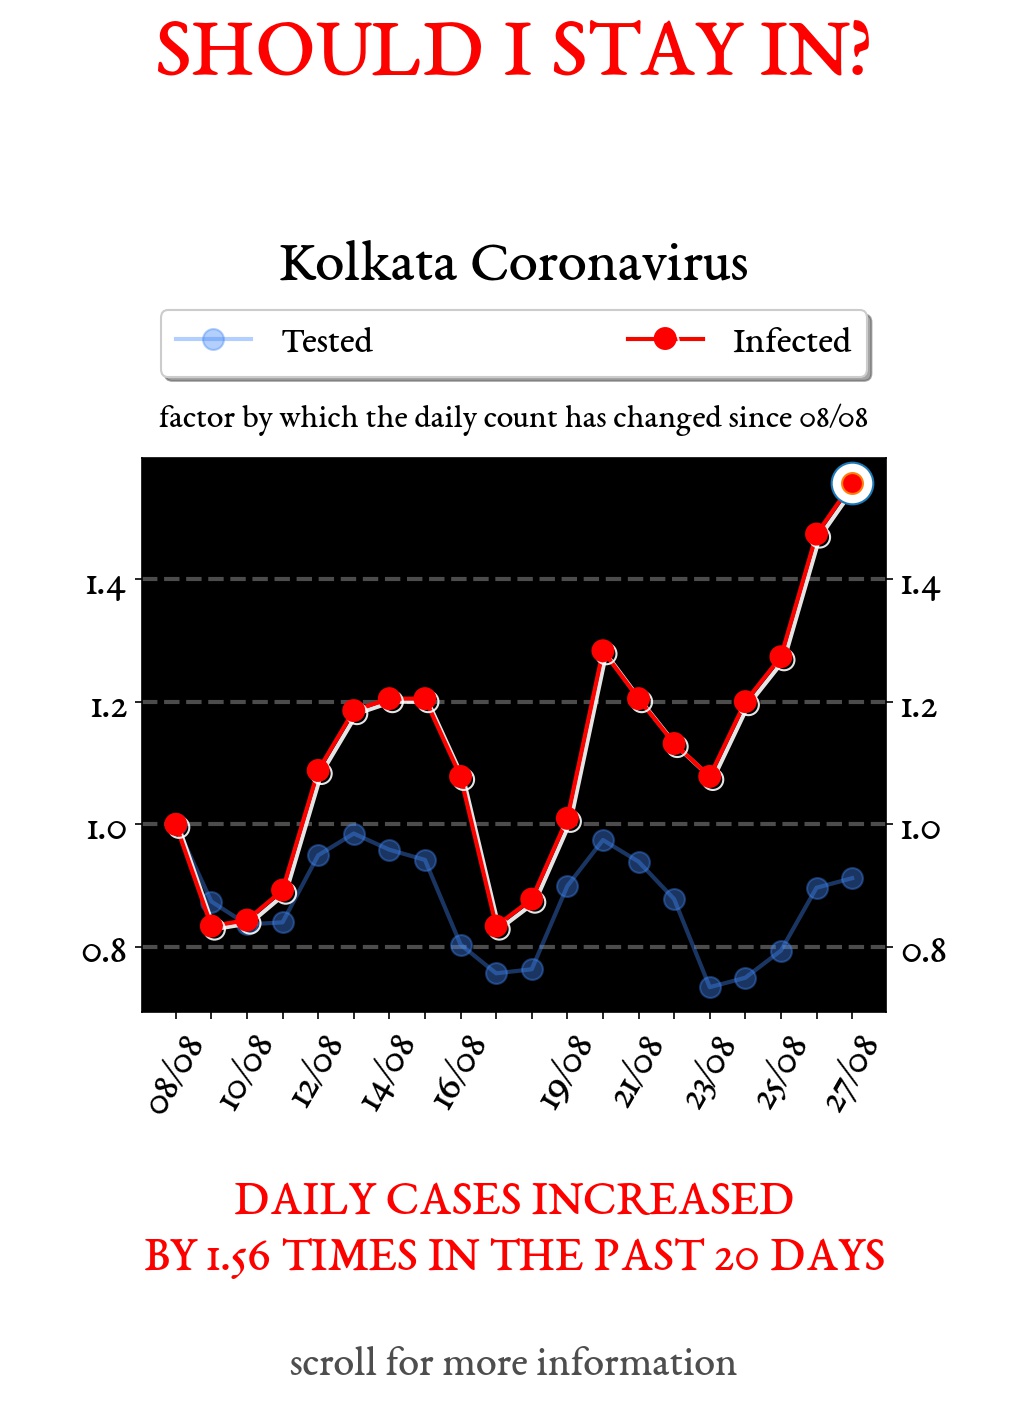 SHOULD I STAY IN?
Kolkata Coronavirus
Tested Infected
factor by which the daily count has changed since 08/08
1.4 1.4
1.2 1.2
1.0 1.0
0.8 0.8
08/08 10/08 12/08 14/08 16/08 19/08 21/08 23/08 25/08 27/08
DAILY CASES INCREASED
BY 1.56 TIMES IN THE PAST 20 DAYS
scroll for more information